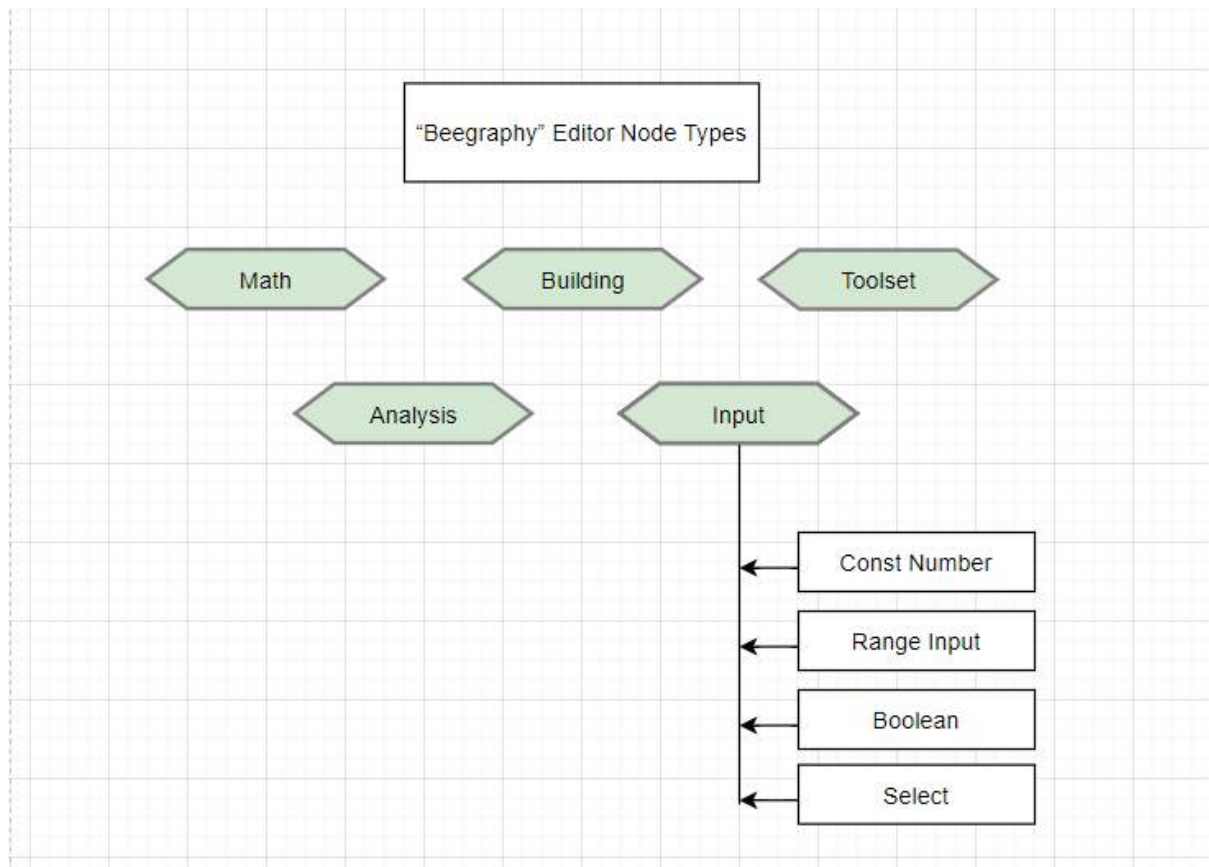 “Beegraphy” Editor Node Types
Math
Building
Toolset
Analysis
Input
Const Number
Range Input
Boolean
Select